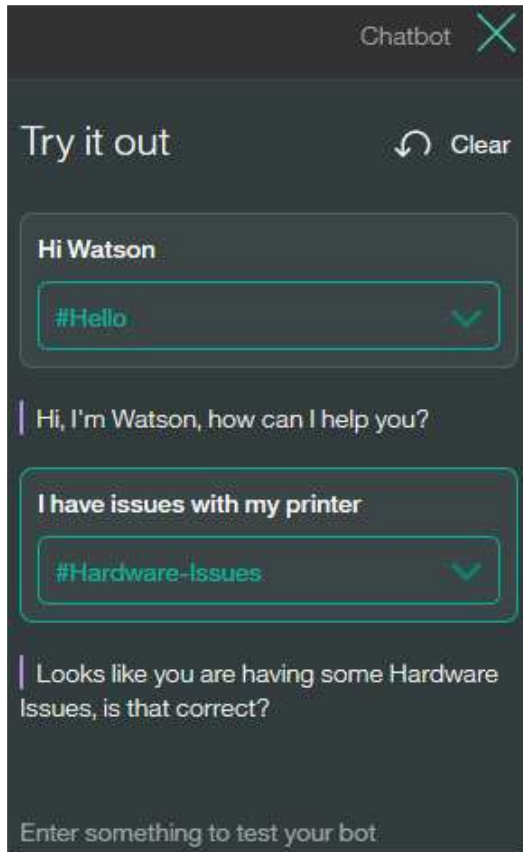 Chatbot
Try it out
Clear
Hi Watson
#Hello
Hi, I'm Watson, how can I help you?
I have issues with my printer
#Hardware-Issues
Looks like you are having some Hardware
Issues, is that correct?
Enter something to test your bot